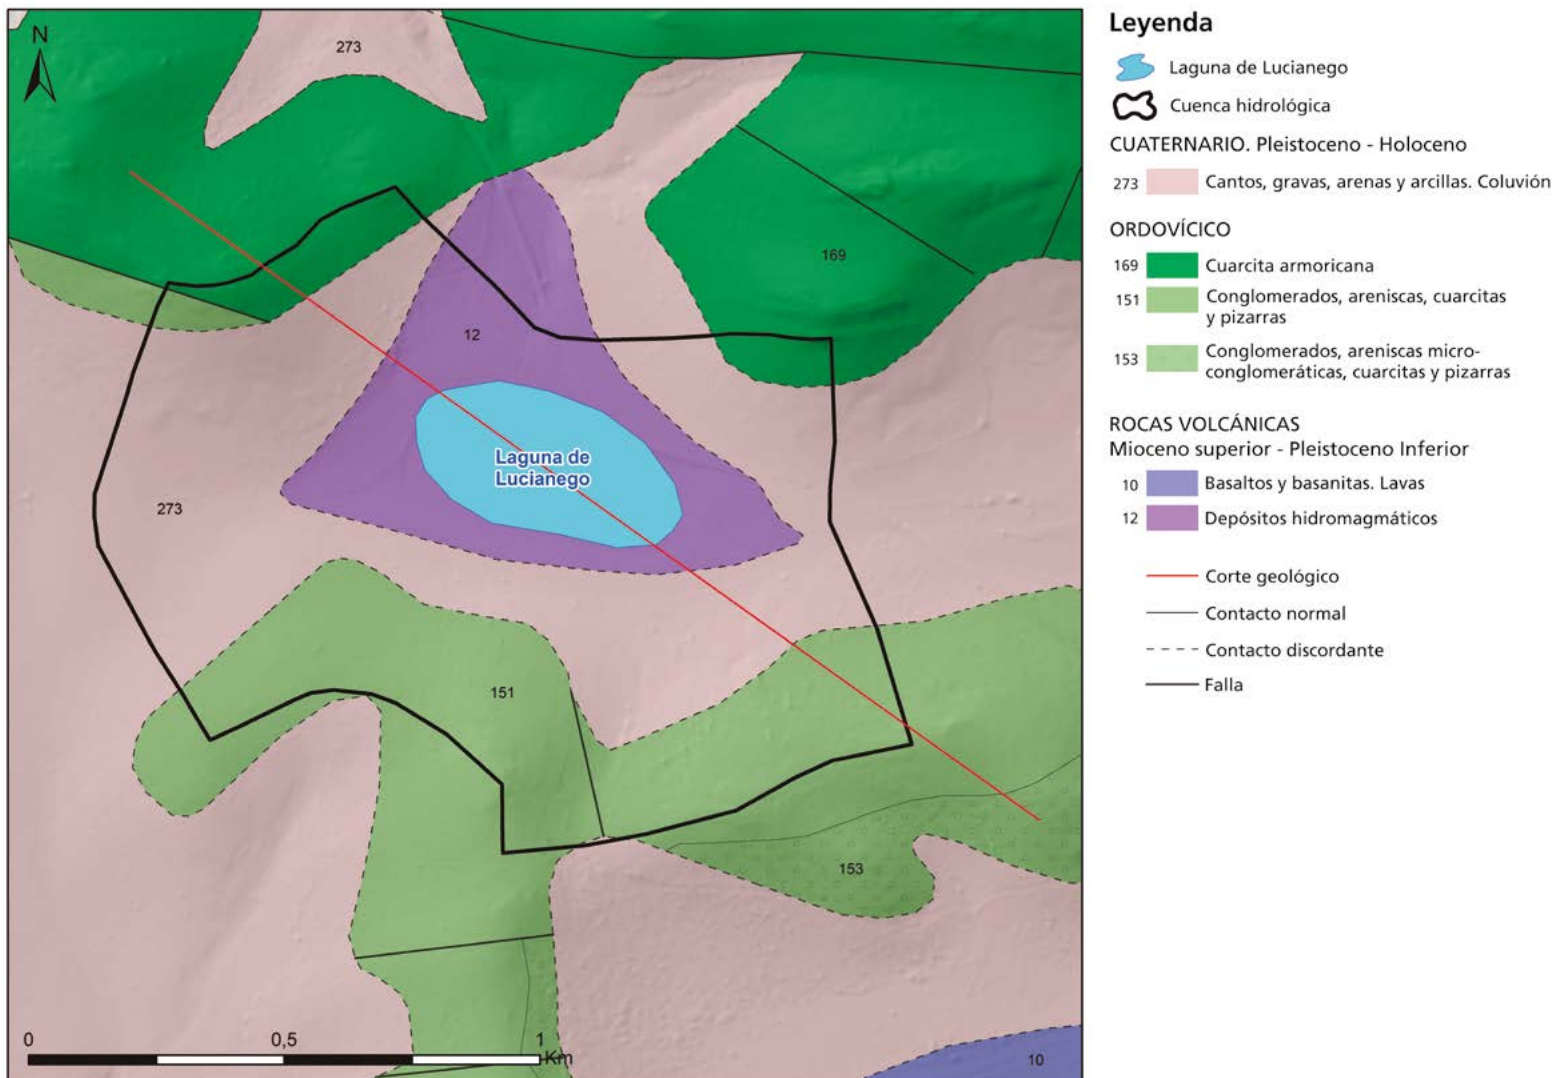 N
273
169
12
Laguna de
Lucianego
273
151
153
0
0,5
1
Km
10
Leyenda
Laguna de Lucianego
Cuenca hidrológica
CUATERNARIO. Pleistoceno - Holoceno
273 Cantos, gravas, arenas y arcillas. Coluvión
ORDOVÍCICO
169 Cuarcita armoricana
151 Conglomerados, areniscas, cuarcitas
y pizarras
153 Conglomerados, areniscas micro-
conglomeráticas, cuarcitas y pizarras
ROCAS VOLCÁNICAS
Mioceno superior - Pleistoceno Inferior
10 Basaltos y basanitas. Lavas
12 Depósitos hidromagmáticos
Corte geológico
Contacto normal
Contacto discordante
Falla